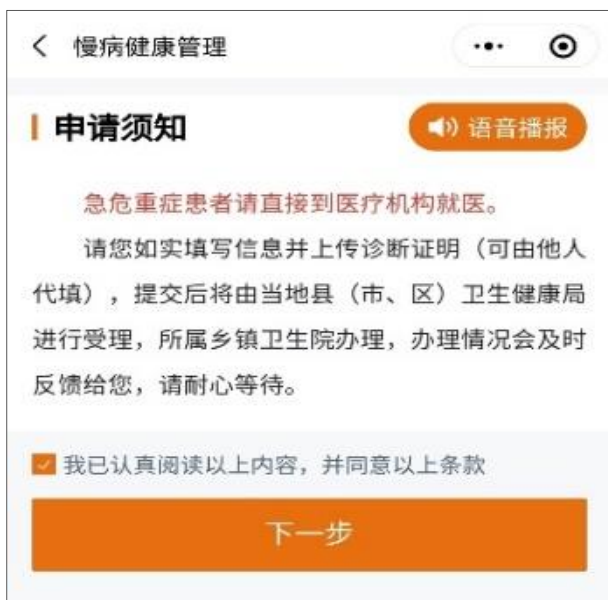 慢病健康管理
申请须知
语音播报
急危重症患者请直接到医疗机构就医。
请您如实填写信息并上传诊断证明（可由他人
代填），提交后将由当地县（市、区）卫生健康局
进行受理，所属乡镇卫生院办理，办理情况会及时
反馈给您，请耐心等待。
我已认真阅读以上内容，并同意以上条款
下一步